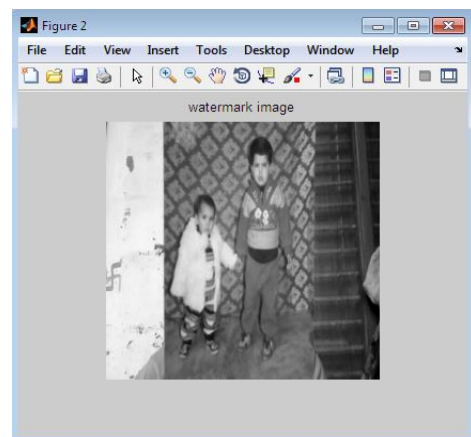 Figure 2
File Edit View Insert Tools Desktop Window Help
watermark image